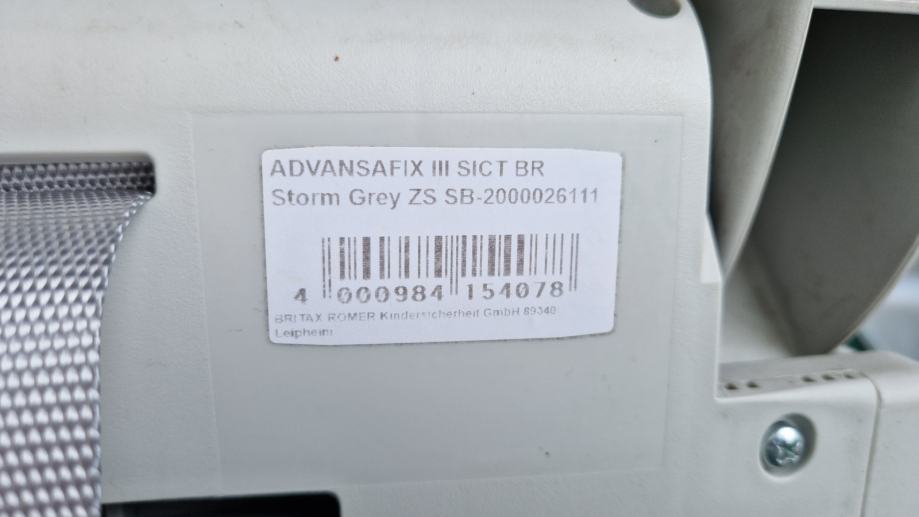 ADVANSAFIX III SICT BR
Storm Grey ZS SB-2000026111
4 000984 154078
BRITAX RÖMER Kindersicherheit GmbH 89340
Leipheim